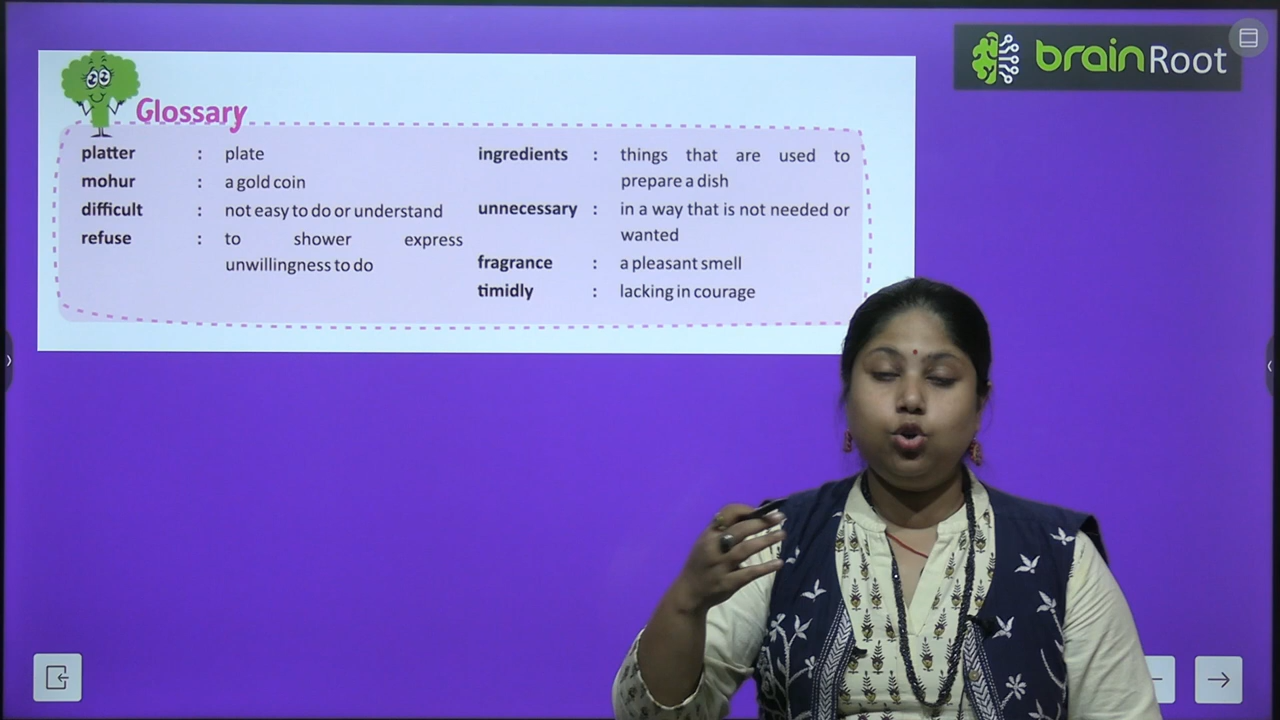 brainRoot
Glossary
platter : plate
mohur : a gold coin
difficult : not easy to do or understand
refuse : to shower express
unwillingness to do
ingredients : things that are used to
prepare a dish
unnecessary : in a way that is not needed or
wanted
fragrance : a pleasant smell
timidly : lacking in courage